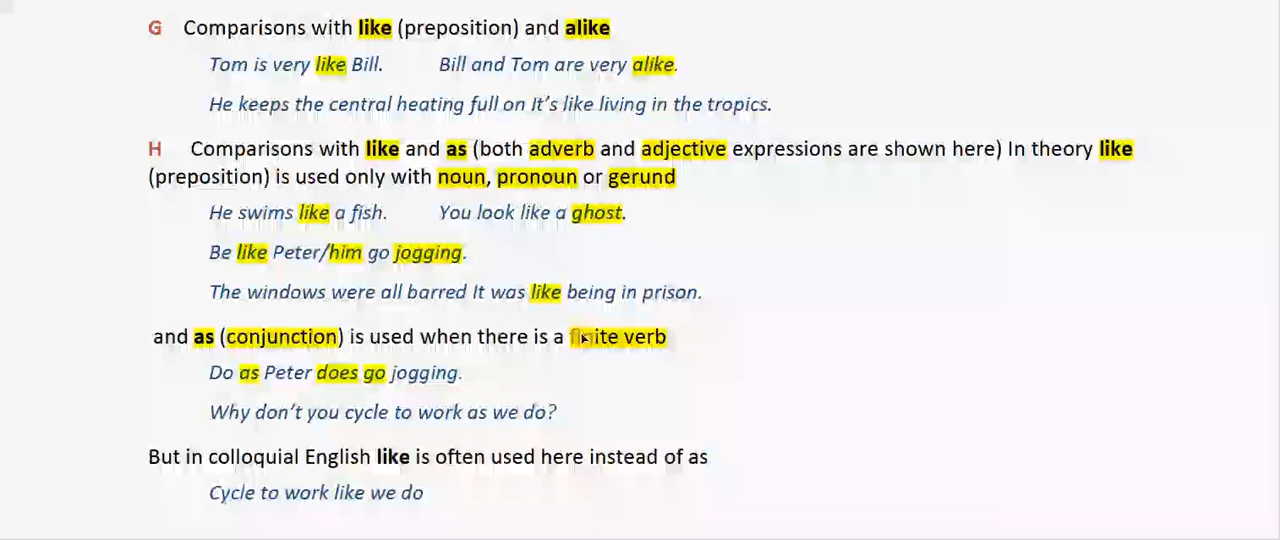 G Comparisons with like (preposition) and alike
Tom is very like Bill. Bill and Tom are very alike.
He keeps the central heating full on It's like living in the tropics.
H Comparisons with like and as (both adverb and adjective expressions are shown here) In theory like
(preposition) is used only with noun, pronoun or gerund
He swims like a fish. You look like a ghost.
Be like Peter/him go jogging.
The windows were all barred It was like being in prison.
and as (conjunction) is used when there is a finite verb
Do as Peter does go jogging.
Why don't you cycle to work as we do?
But in colloquial English like is often used here instead of as
Cycle to work like we do